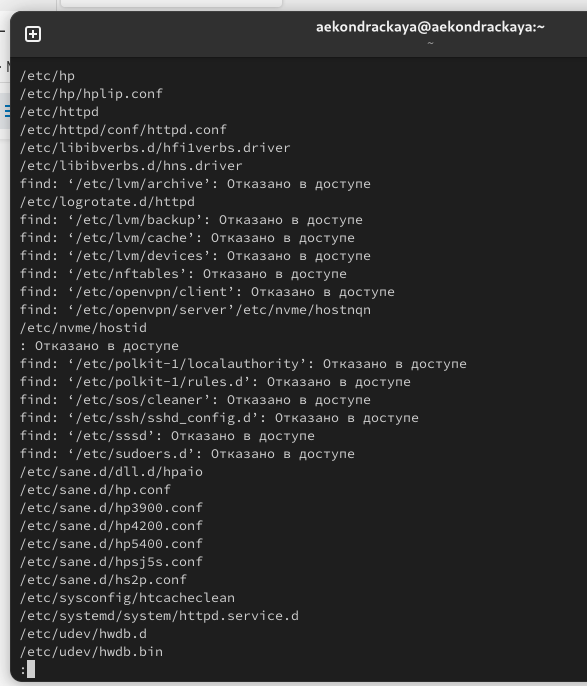 aekondrackaya@aekondrackaya:~
~
/etc/hp
/etc/hp/hplip.conf
/etc/httpd
/etc/httpd/conf/httpd.conf
/etc/libibverbs.d/hfi1verbs.driver
/etc/libibverbs.d/hns.driver
find: ‘/etc/lvm/archive’: Отказано в доступе
/etc/logrotate.d/httpd
find: ‘/etc/lvm/backup’: Отказано в доступе
find: ‘/etc/lvm/cache’: Отказано в доступе
find: ‘/etc/lvm/devices’: Отказано в доступе
find: ‘/etc/nftables’: Отказано в доступе
find: ‘/etc/openvpn/client’: Отказано в доступе
find: ‘/etc/openvpn/server’/etc/nvme/hostnqn
/etc/nvme/hostid
: Отказано в доступе
find: ‘/etc/polkit-1/localauthority’: Отказано в доступе
find: ‘/etc/polkit-1/rules.d’: Отказано в доступе
find: ‘/etc/sos/cleaner’: Отказано в доступе
find: ‘/etc/ssh/sshd_config.d’: Отказано в доступе
find: ‘/etc/sssd’: Отказано в доступе
find: ‘/etc/sudoers.d’: Отказано в доступе
/etc/sane.d/dll.d/hpaio
/etc/sane.d/hp.conf
/etc/sane.d/hp3900.conf
/etc/sane.d/hp4200.conf
/etc/sane.d/hp5400.conf
/etc/sane.d/hpsj5s.conf
/etc/sane.d/hs2p.conf
/etc/sysconfig/htcacheclean
/etc/systemd/system/httpd.service.d
/etc/udev/hwdb.d
/etc/udev/hwdb.bin
: